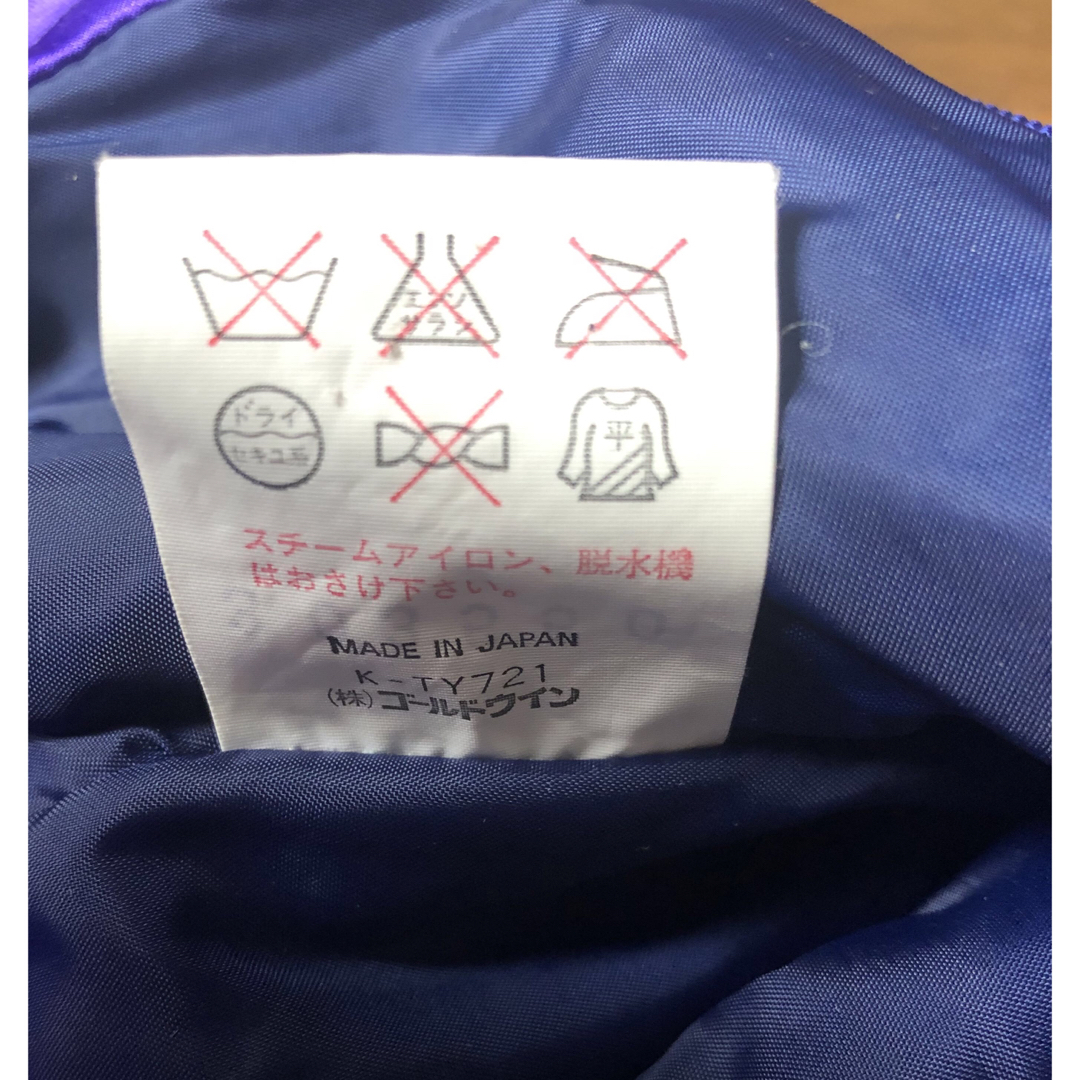 エンソ
サラシ
ドライ
セキユ系
平
スチームアイロン、脱水機
はおさけ下さい。
MADE IN JAPAN
K-TY721
(株)ゴールドウイン